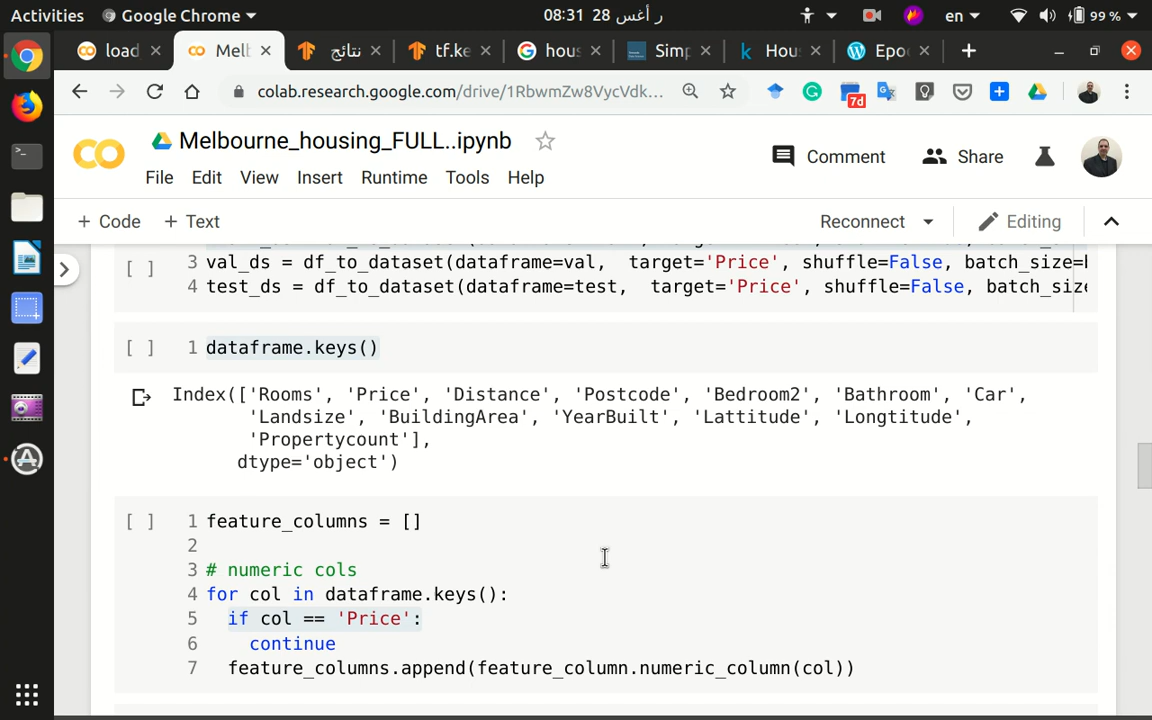 Activities Google Chrome 08:31 28 ر أغس en 99 %
load Melb نتائج tf.ke hous Simp k Hou Epoc
colab.research.google.com/drive/1RbwmZw8VycVdk... 7d
Melbourne_housing_FULL..ipynb
Comment Share
File Edit View Insert Runtime Tools Help
+ Code + Text Reconnect Editing
[ ] 3 val_ds = df_to_dataset(dataframe=val,  target='Price', shuffle=False, batch_size=
4 test_ds = df_to_dataset(dataframe=test,  target='Price', shuffle=False, batch_size
[ ] 1 dataframe.keys()
Index(['Rooms', 'Price', 'Distance', 'Postcode', 'Bedroom2', 'Bathroom', 'Car',
'Landsize', 'BuildingArea', 'YearBuilt', 'Lattitude', 'Longtitude',
'Propertycount'],
dtype='object')
[ ] 1 feature_columns = []
2
3 # numeric cols
4 for col in dataframe.keys():
5 if col == 'Price':
6 continue
7 feature_columns.append(feature_column.numeric_column(col))